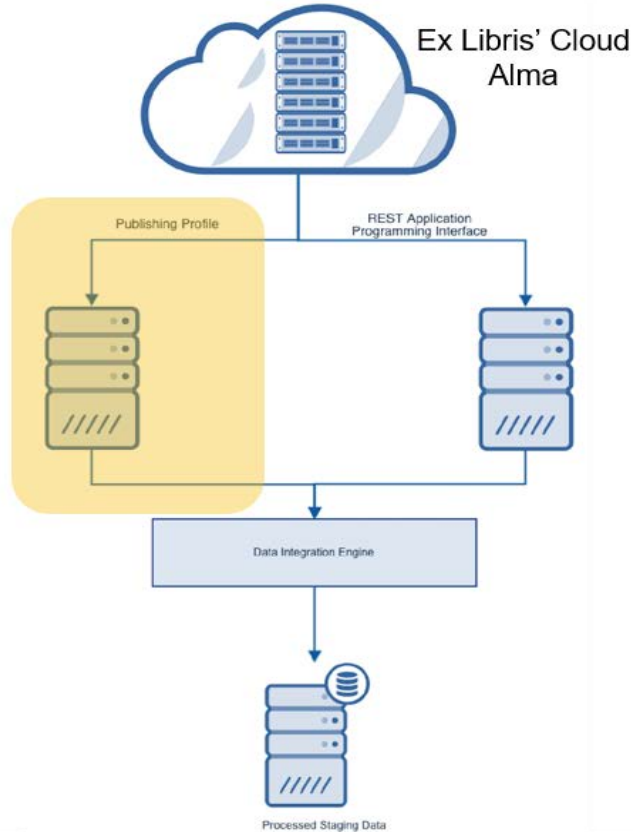 Ex Libris’ Cloud
Alma
Publishing Profile
REST Application
Programming Interface
Data Integration Engine
Processed Staging Data